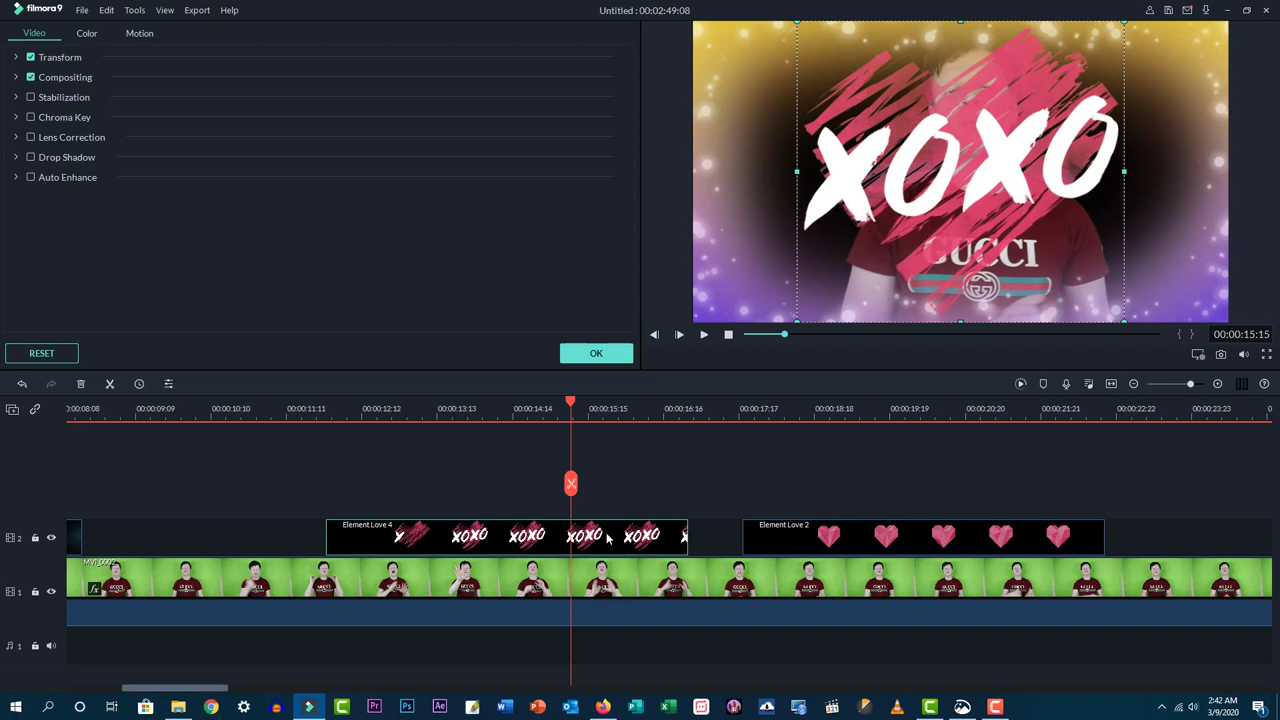 filmora9 File Edit Tools View Export Help Untitled : 00:02:49:08
Video Color Motion
Transform
Compositing
Stabilization
Chroma Key
Lens Correction
Drop Shadow
Auto Enhance
RESET OK
XOXO
GUCCI
00:00:15:15
0:00:08:08 00:00:09:09 00:00:10:10 00:00:11:11 00:00:12:12 00:00:13:13 00:00:14:14 00:00:15:15 00:00:16:16 00:00:17:17 00:00:18:18 00:00:19:19 00:00:20:20 00:00:21:21 00:00:22:22 00:00:23:23
2 Element Love 4 XOXO XOXO XOXO XOXO Element Love 2
1 fx
1
Pr Ps Ae
2:42 AM
3/9/2020